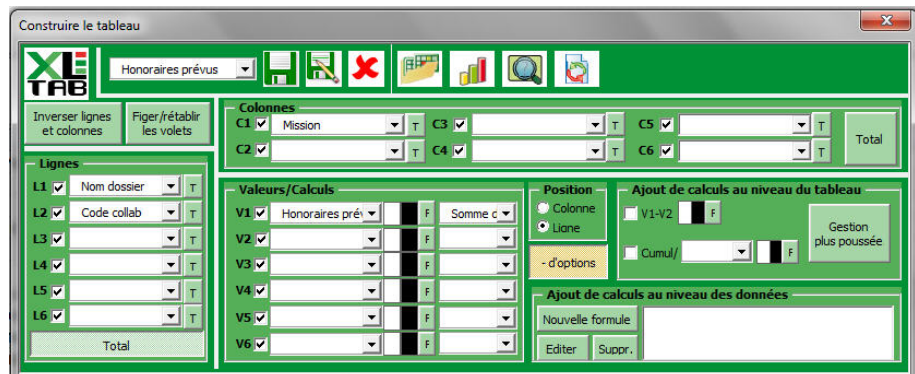 Construire le tableau
XL
TAB
Honoraires prévus
Inverser lignes
et colonnes
Figer/rétablir
les volets
Colonnes
C1 Mission T C3 T C5 T
C2 T C4 T C6 T
Total
Lignes
L1 Nom dossier T
L2 Code collab T
L3 T
L4 T
L5 T
L6 T
Total
Valeurs/Calculs
V1 Honoraires prév F Somme d
V2 F
V3 F
V4 F
V5 F
V6 F
Position
Colonne
Ligne
- d'options
Ajout de calculs au niveau du tableau
V1-V2 F
Cumul/ F
Gestion
plus poussée
Ajout de calculs au niveau des données
Nouvelle formule
Editer Suppr.